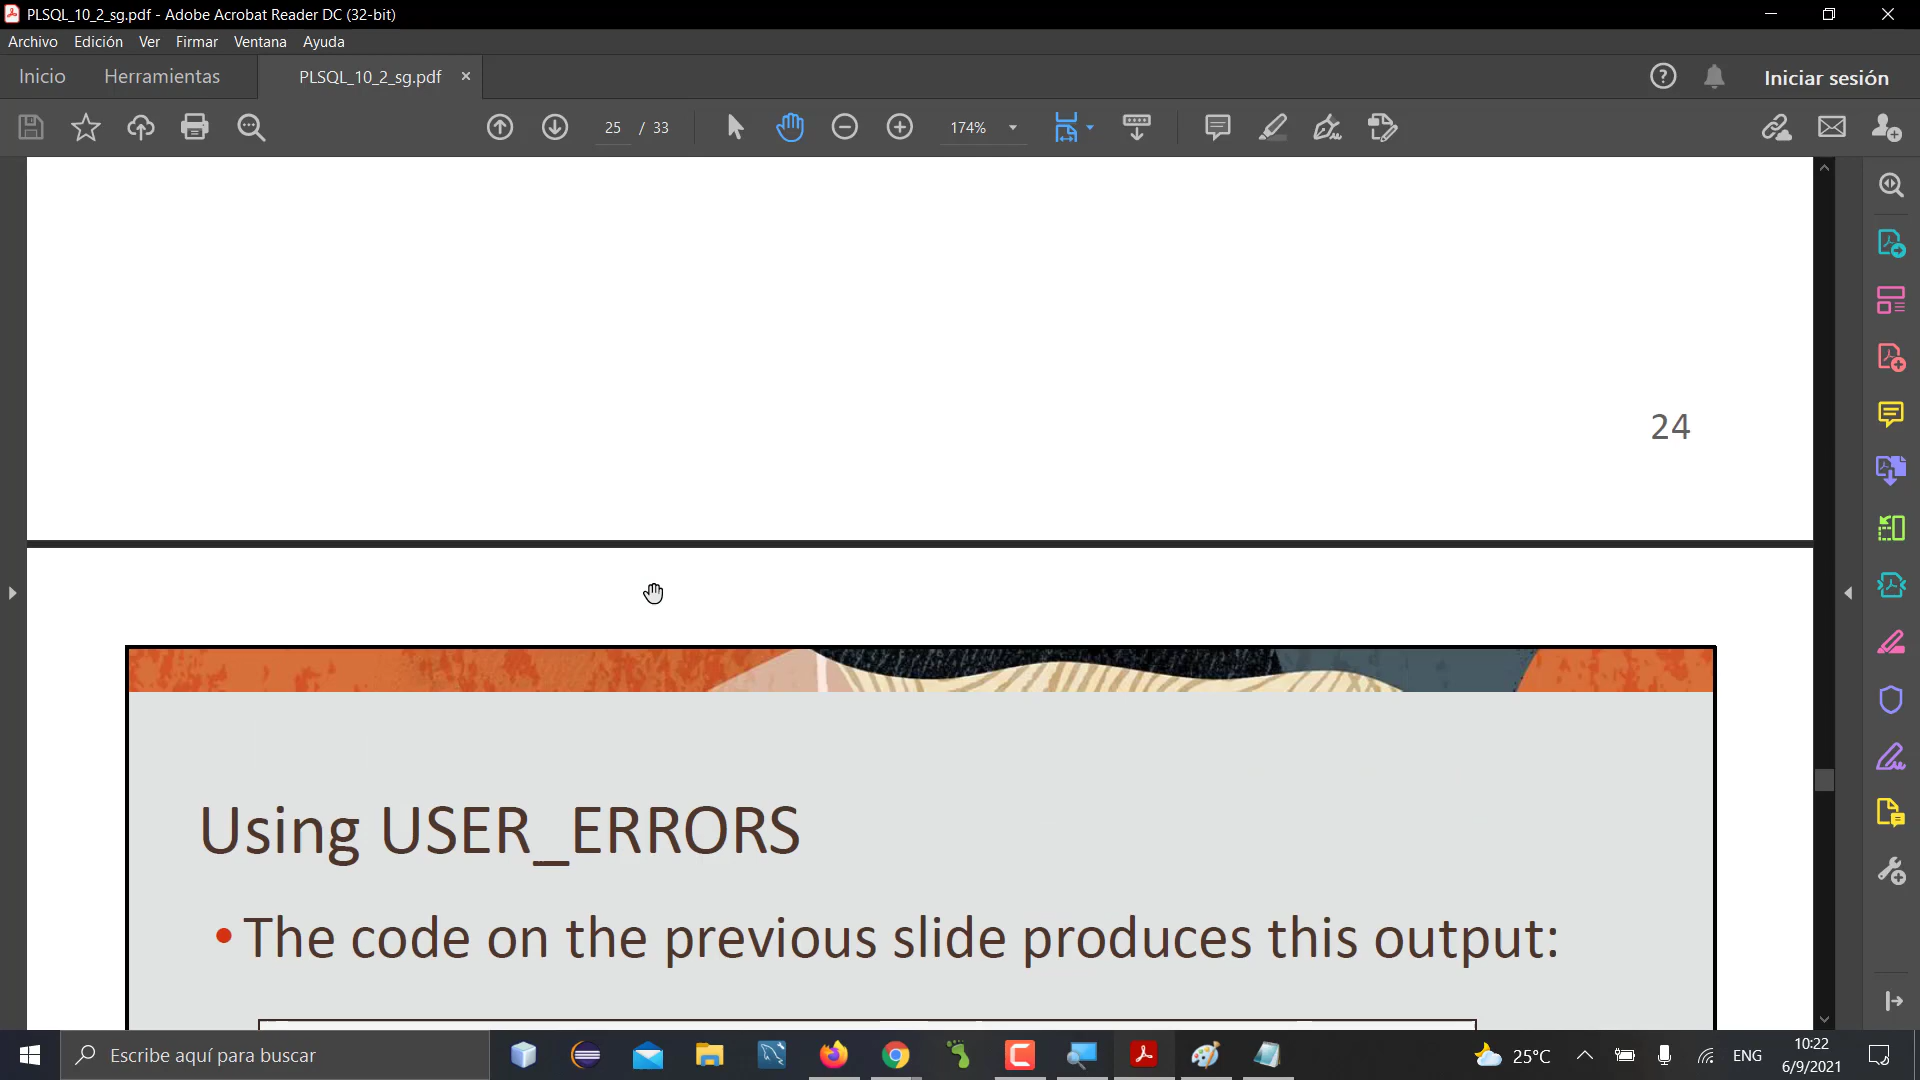 PLSQL_10_2_sg.pdf - Adobe Acrobat Reader DC (32-bit)
Archivo Edición Ver Firmar Ventana Ayuda
Inicio Herramientas PLSQL_10_2_sg.pdf Iniciar sesión
25 / 33 174%
24
Using USER_ERRORS
• The code on the previous slide produces this output:
Escribe aquí para buscar 25°C ENG 10:22
6/9/2021